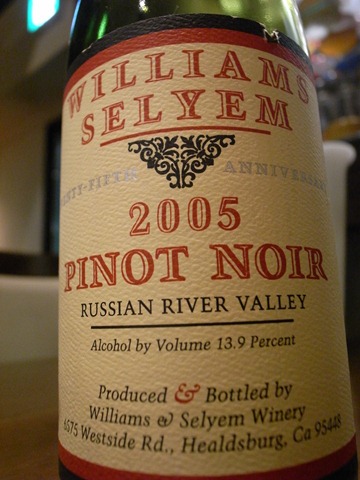 WILLIAMS
SELYEM
ANNIVERSARY
2005
PINOT NOIR
RUSSIAN RIVER VALLEY
Alcohol by Volume 13.9 Percent
Produced & Bottled by
Williams & Selyem Winery
6575 Westside Rd., Healdsburg, Ca 95448